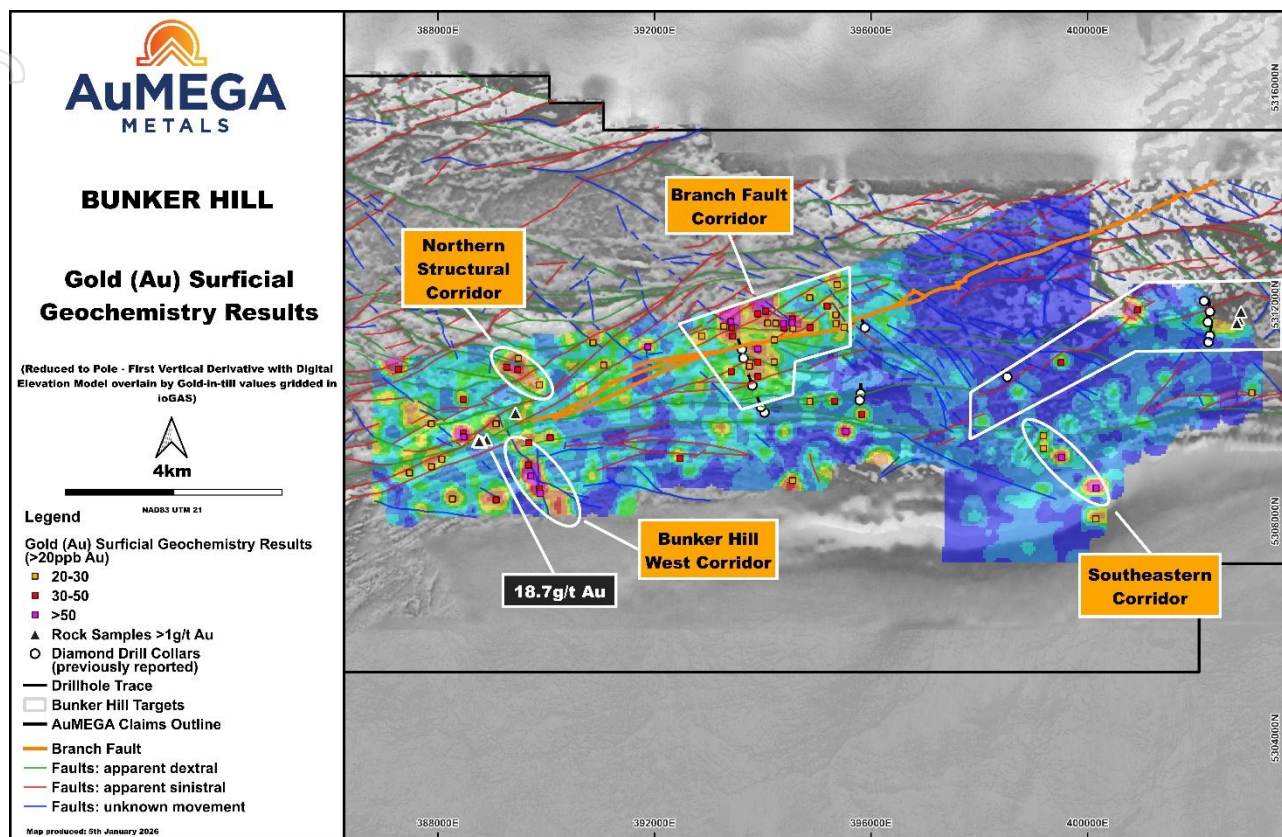 AuMEGA
METALS
BUNKER HILL
Gold (Au) Surficial
Geochemistry Results
(Reduced to Pole - First Vertical Derivative with Digital
Elevation Model overlain by Gold-in-till values gridded in
ioGAS)
4km
NAD83 UTM 21
Legend
Gold (Au) Surficial Geochemistry Results
(>20ppb Au)
20-30
30-50
>50
Rock Samples >1g/t Au
Diamond Drill Collars
(previously reported)
Drillhole Trace
Bunker Hill Targets
AuMEGA Claims Outline
Branch Fault
Faults: apparent dextral
Faults: apparent sinistral
Faults: unknown movement
Map produced: 5th January 2026
388000E
392000E
396000E
400000E
5316000N
5312000N
5308000N
5304000N
Branch Fault
Corridor
Northern
Structural
Corridor
Bunker Hill
West Corridor
18.7g/t Au
Southeastern
Corridor
388000E
392000E
396000E
400000E